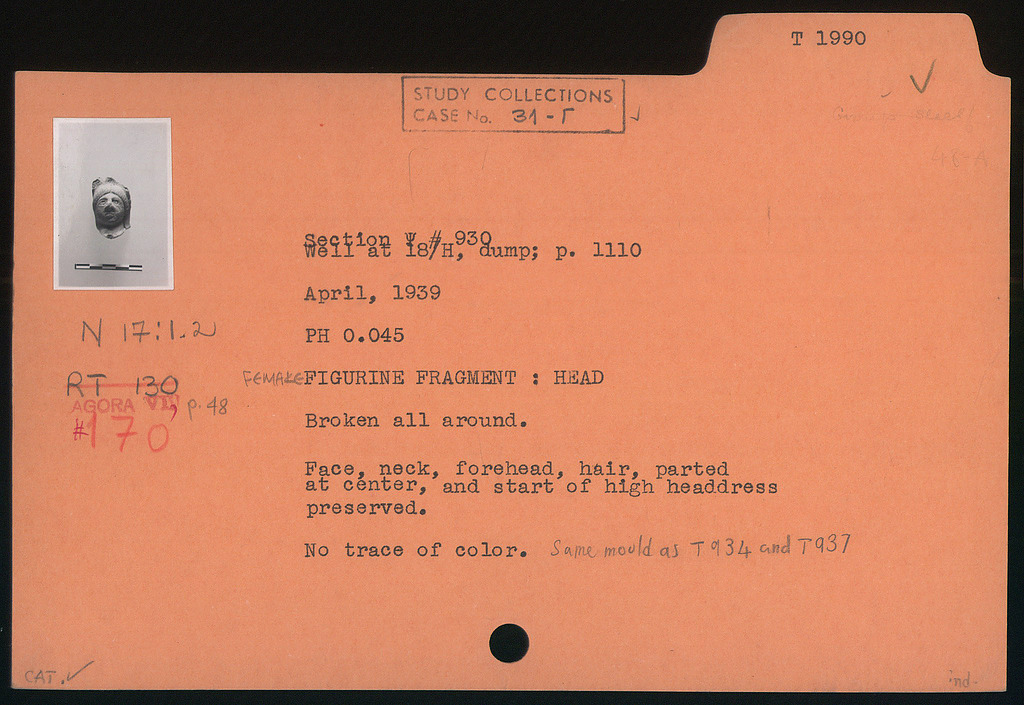 T 1990
STUDY COLLECTIONS
CASE No. 31-Γ
Section Ψ # 930
Well at 18/H, dump; p. 1110
April, 1939
PH 0.045
N 17:1.2
RT 130
AGORA VI, p. 48
#170
FEMALE FIGURINE FRAGMENT : HEAD
Broken all around.
Face, neck, forehead, hair, parted
at center, and start of high headdress
preserved.
No trace of color. Same mould as T934 and T937
CAT.